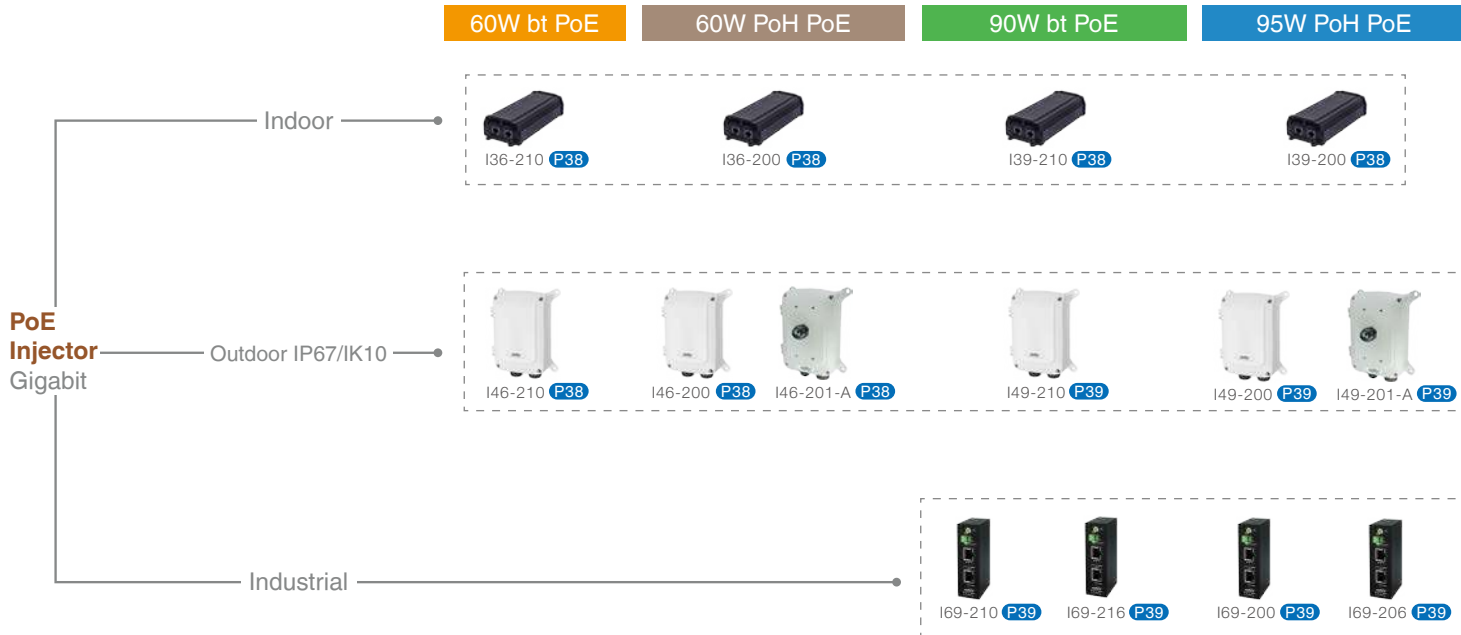 60W bt PoE 60W PoH PoE 90W bt PoE 95W PoH PoE
Indoor
I36-210 P38 I36-200 P38 I39-210 P38 I39-200 P38
PoE
Injector
Gigabit
Outdoor IP67/IK10
I46-210 P38 I46-200 P38 I46-201-A P38 I49-210 P39 I49-200 P39 I49-201-A P39
Industrial
I69-210 P39 I69-216 P39 I69-200 P39 I69-206 P39